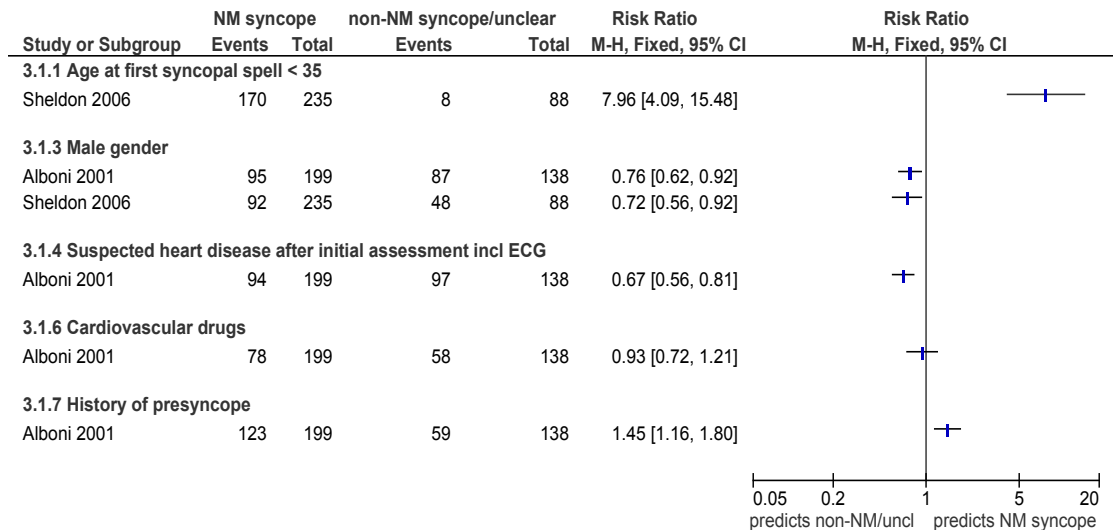 NM syncope non-NM syncope/unclear Risk Ratio Risk Ratio
Study or Subgroup Events Total Events Total M-H, Fixed, 95% CI M-H, Fixed, 95% CI
3.1.1 Age at first syncopal spell < 35
Sheldon 2006 170 235 8 88 7.96 [4.09, 15.48]
3.1.3 Male gender
Alboni 2001 95 199 87 138 0.76 [0.62, 0.92]
Sheldon 2006 92 235 48 88 0.72 [0.56, 0.92]
3.1.4 Suspected heart disease after initial assessment incl ECG
Alboni 2001 94 199 97 138 0.67 [0.56, 0.81]
3.1.6 Cardiovascular drugs
Alboni 2001 78 199 58 138 0.93 [0.72, 1.21]
3.1.7 History of presyncope
Alboni 2001 123 199 59 138 1.45 [1.16, 1.80]
0.05 0.2 1 5 20
predicts non-NM/uncl predicts NM syncope